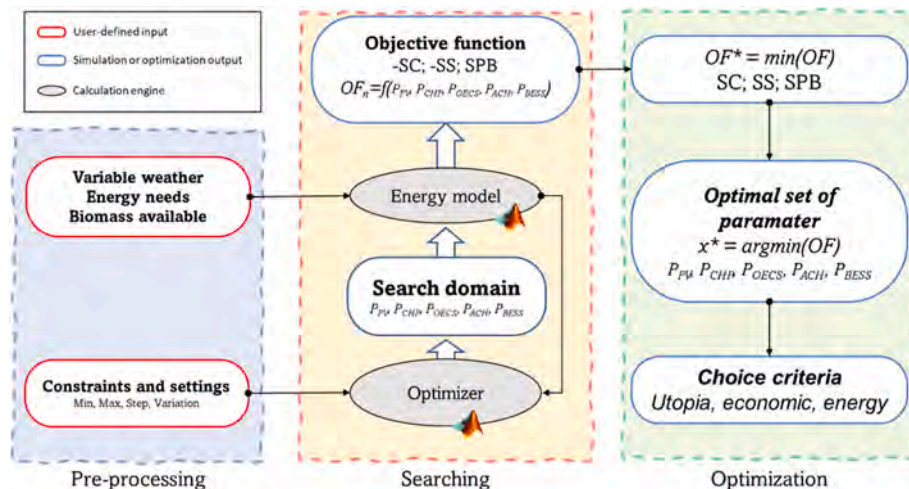 User-defined input
Simulation or optimization output
Calculation engine
Variable weather
Energy needs
Biomass available
Constraints and settings
Min, Max, Step, Variation
Pre-processing
Objective function
-SC; -SS; SPB
OFₙ=f(P_PV, P_CHP, P_OECS, P_ACH, P_BESS)
Energy model
Search domain
P_PV, P_CHP, P_OECS, P_ACH, P_BESS
Optimizer
Searching
OF* = min(OF)
SC; SS; SPB
Optimal set of
paramater
x* = argmin(OF)
P_PV, P_CHP, P_OECS, P_ACH, P_BESS
Choice criteria
Utopia, economic, energy
Optimization